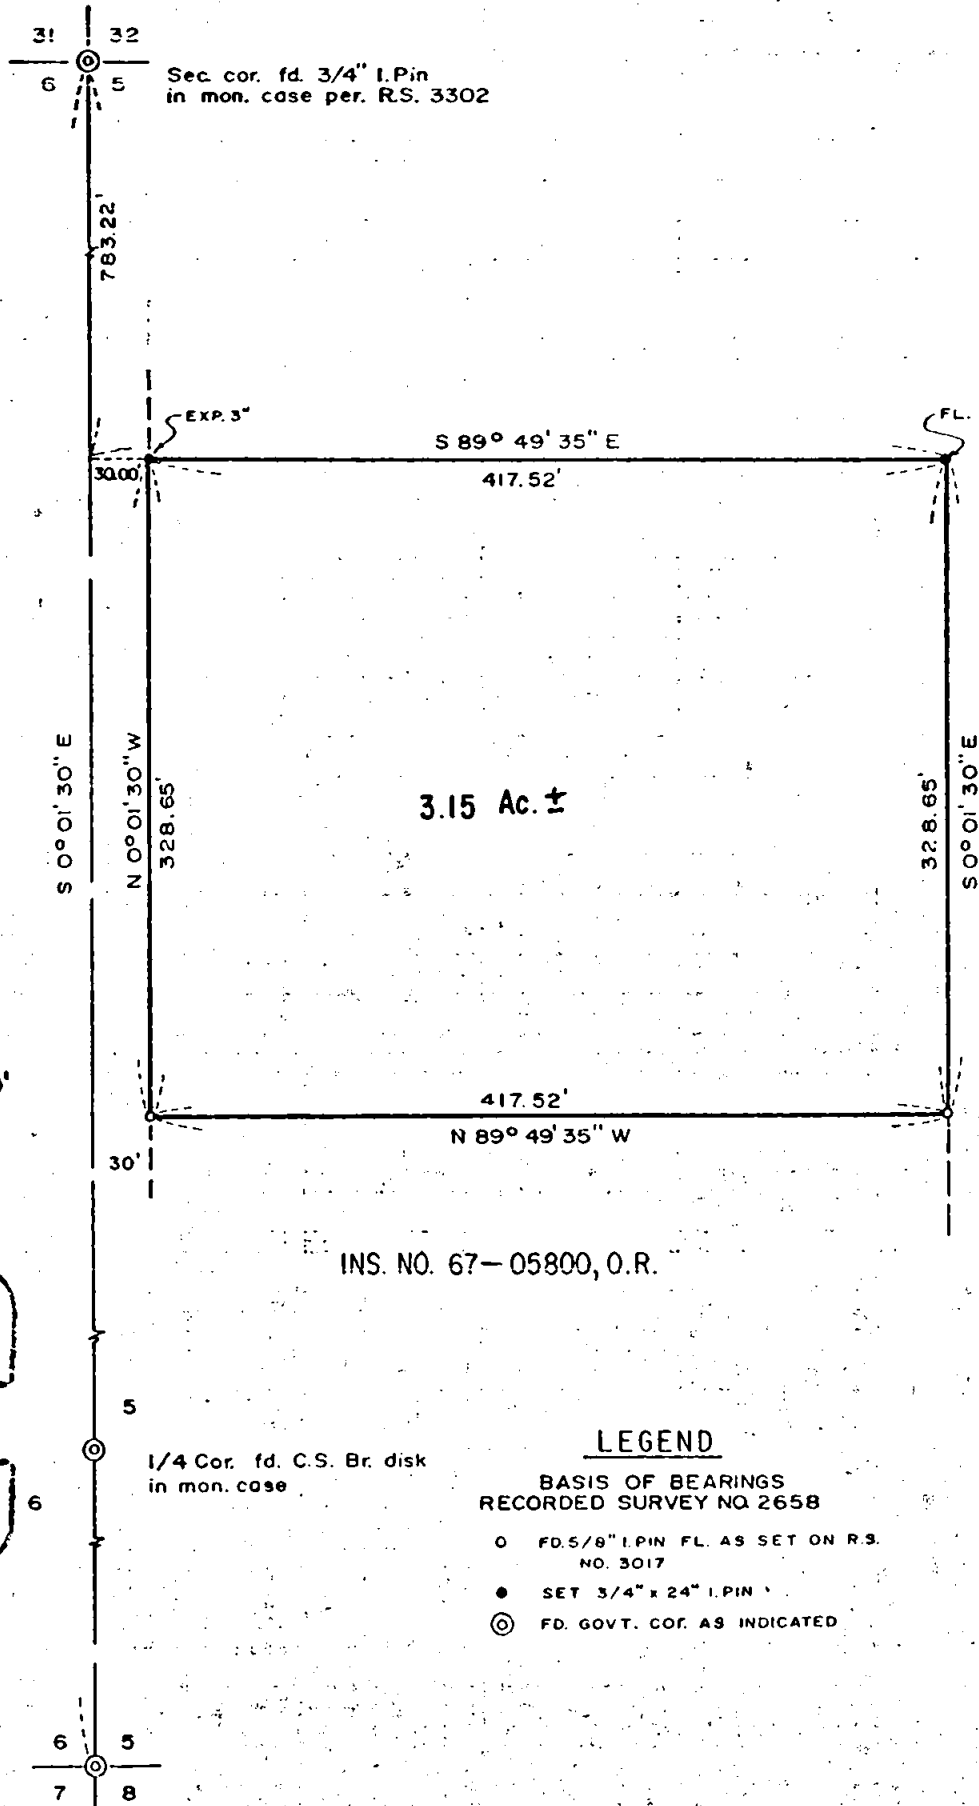 31 32
6 5
Sec. cor. fd. 3/4" I.Pin
in mon. case per. R.S. 3302
783.22'
EXP. 3"
FL.
S 89° 49' 35" E
30.00'
417.52'
S 0° 01' 30" E
N 0° 01' 30" W
328.65'
3.15 Ac. ±
328.65'
S 0° 01' 30" E
417.52'
N 89° 49' 35" W
30'
INS. NO. 67-05800, O.R.
5
1/4 Cor. fd. C.S. Br. disk
in mon. case
6
LEGEND
BASIS OF BEARINGS
RECORDED SURVEY NO. 2658
FD. 5/8" I.PIN FL. AS SET ON R.S.
NO. 3017
SET 3/4" x 24" I.PIN
FD. GOVT. COR. AS INDICATED
6 5
7 8